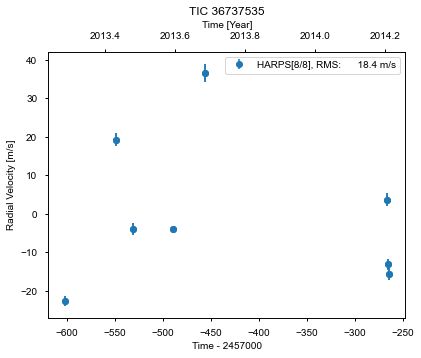 TIC 36737535
Time [Year]
2013.4 2013.6 2013.8 2014.0 2014.2
HARPS[8/8], RMS: 18.4 m/s
40
30
20
10
0
−10
−20
Radial Velocity [m/s]
−600 −550 −500 −450 −400 −350 −300 −250
Time - 2457000